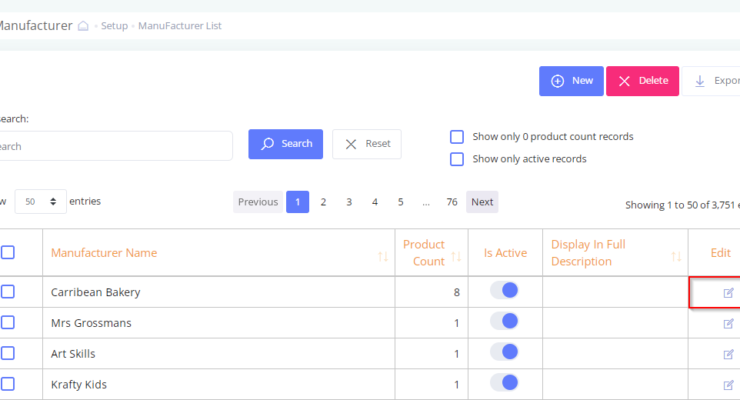 Manufacturer Setup ManuFacturer List
New Delete Expor
search:
earch Search Reset
Show only 0 product count records
Show only active records
w 50 entries Previous 1 2 3 4 5 ... 76 Next
Showing 1 to 50 of 3,751 e
Manufacturer Name Product Count Is Active Display In Full Description Edit
Carribean Bakery 8
Mrs Grossmans 1
Art Skills 1
Krafty Kids 1